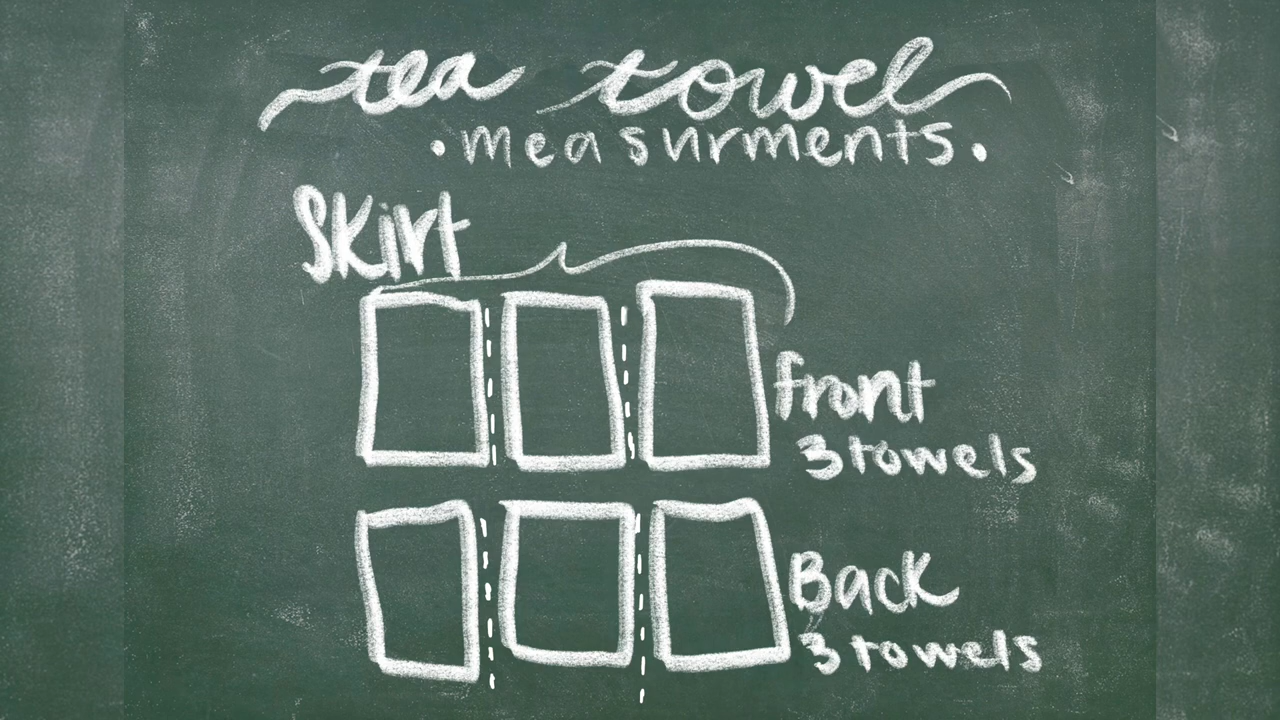 tea towel
• measurments •
Skirt
front
3 towels
Back
3 towels